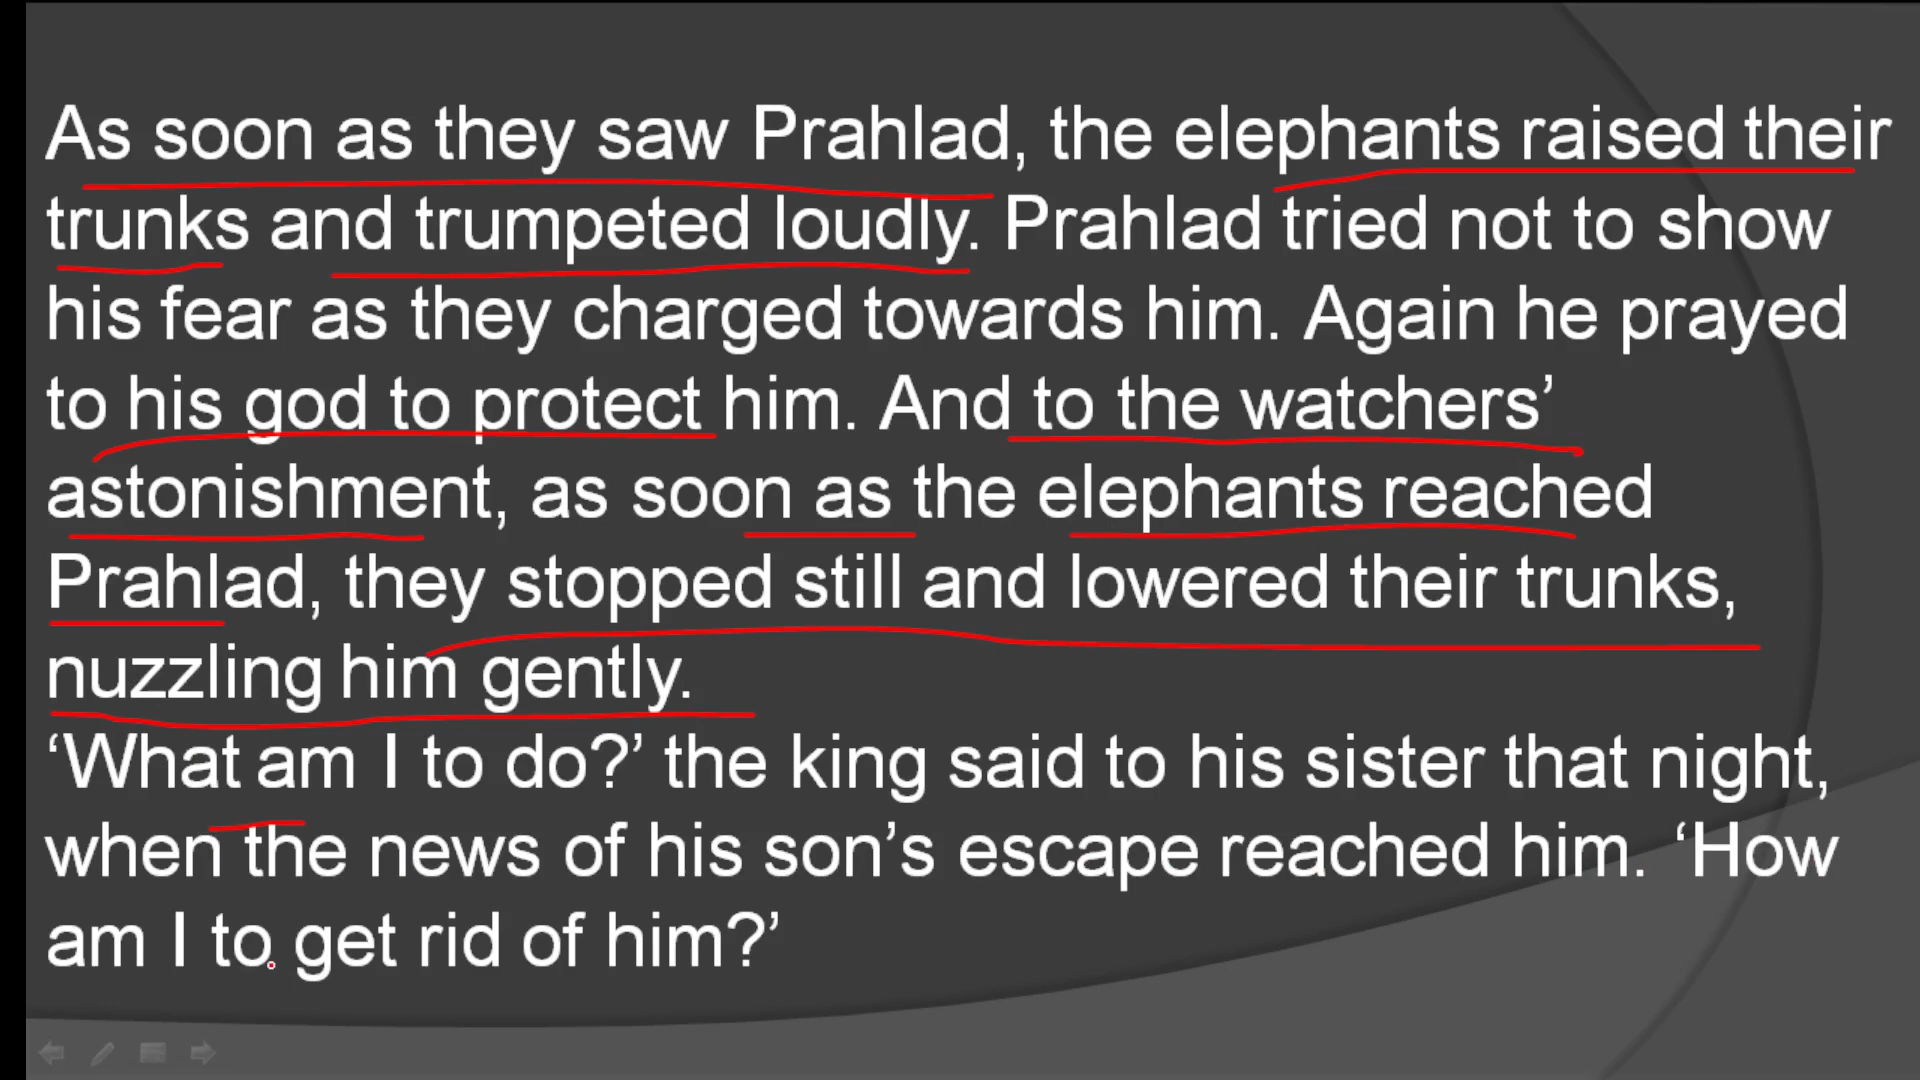 As soon as they saw Prahlad, the elephants raised their
trunks and trumpeted loudly. Prahlad tried not to show
his fear as they charged towards him. Again he prayed
to his god to protect him. And to the watchers’
astonishment, as soon as the elephants reached
Prahlad, they stopped still and lowered their trunks,
nuzzling him gently.
‘What am I to do?’ the king said to his sister that night,
when the news of his son’s escape reached him. ‘How
am I to get rid of him?’